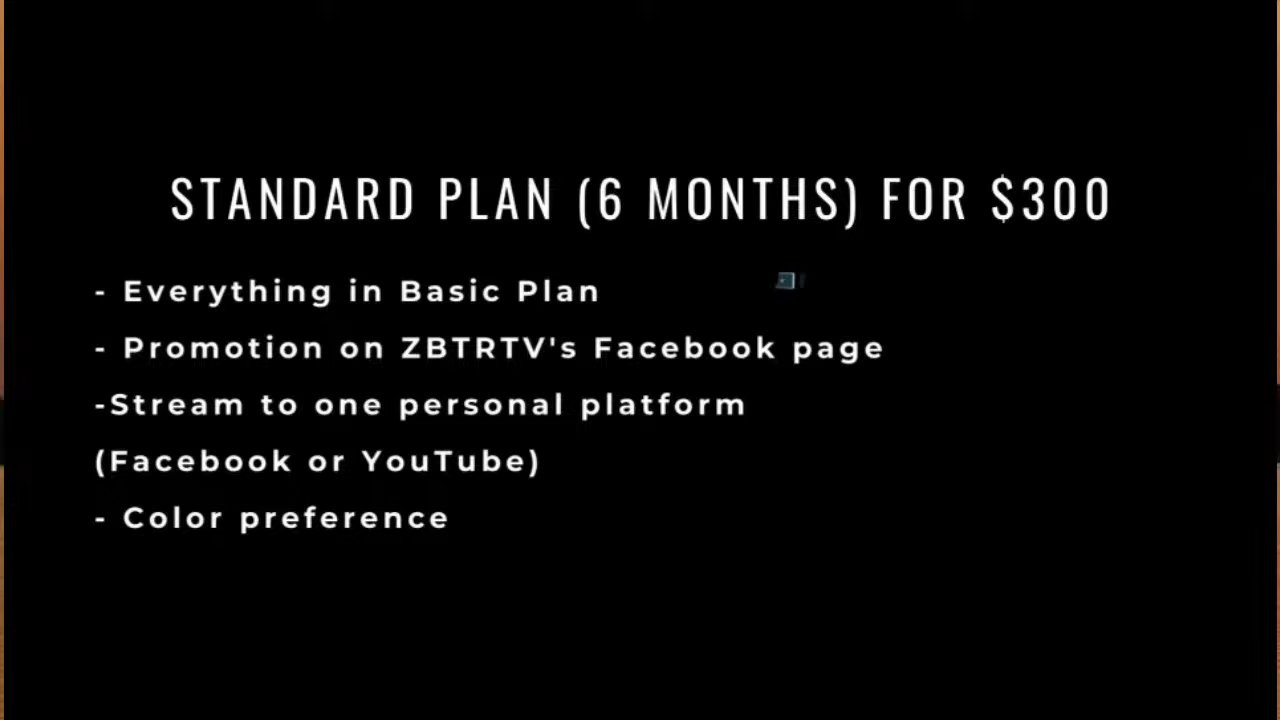 STANDARD PLAN (6 MONTHS) FOR $300
- Everything in Basic Plan
- Promotion on ZBTRTV's Facebook page
-Stream to one personal platform
(Facebook or YouTube)
- Color preference